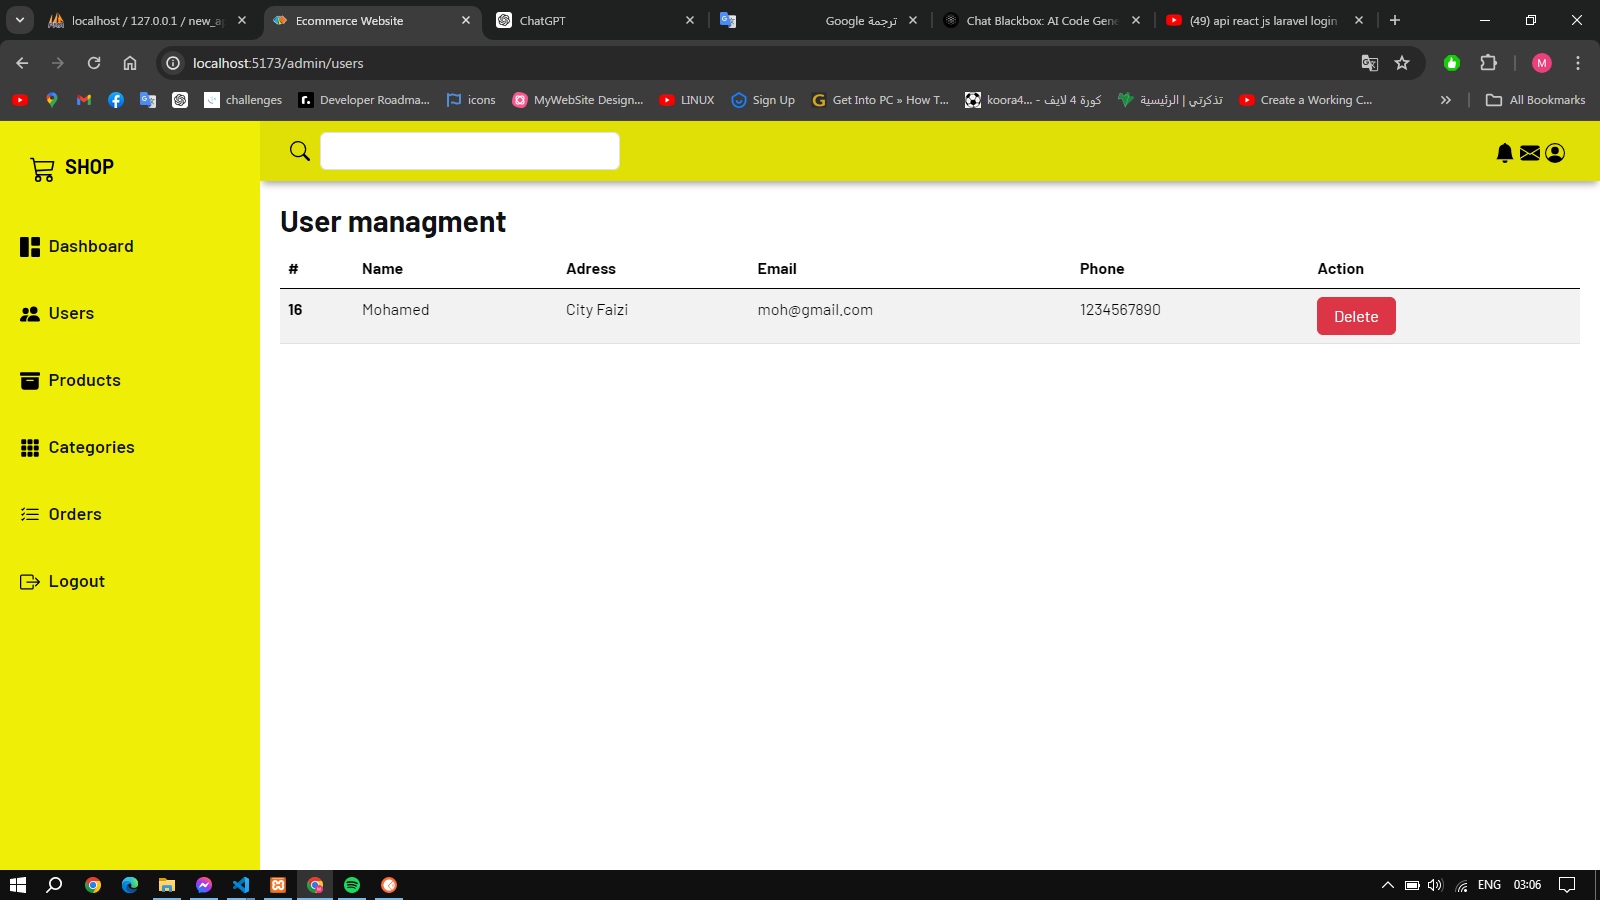 localhost / 127.0.0.1 / new_a
Ecommerce Website
ChatGPT
ترجمة Google
Chat Blackbox: AI Code Gene
(49) api react js laravel login
localhost:5173/admin/users
M
challenges
Developer Roadma...
icons
MyWebSite Design...
LINUX
Sign Up
Get Into PC » How T...
كورة 4 لايف - koora4...
تذكرتي | الرئيسية
Create a Working C...
All Bookmarks
SHOP
User managment
Dashboard
Users
Products
Categories
Orders
Logout
# Name Adress Email Phone Action
16 Mohamed City Faizi moh@gmail.com 1234567890 Delete
ENG 03:06